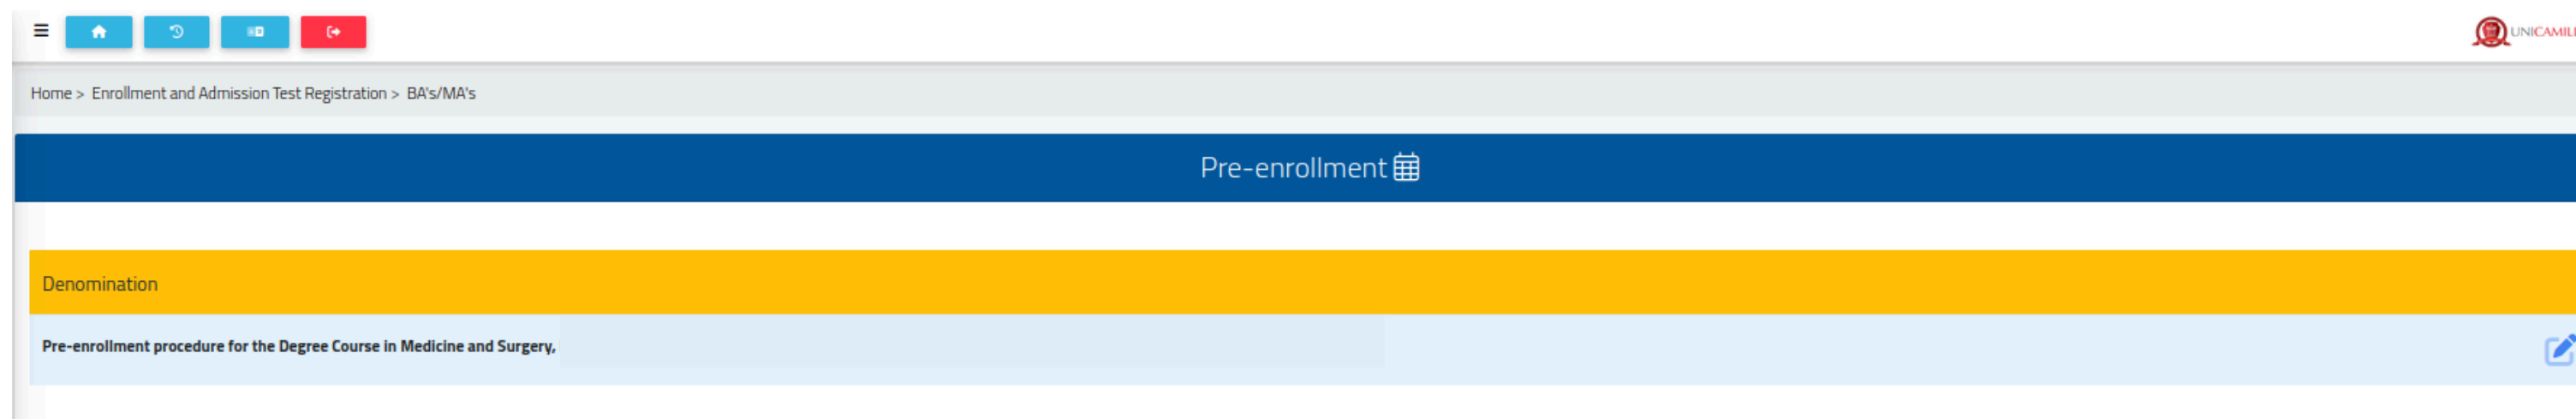 UNICAMILL
Home > Enrollment and Admission Test Registration > BA's/MA's
Pre-enrollment
Denomination
Pre-enrollment procedure for the Degree Course in Medicine and Surgery,